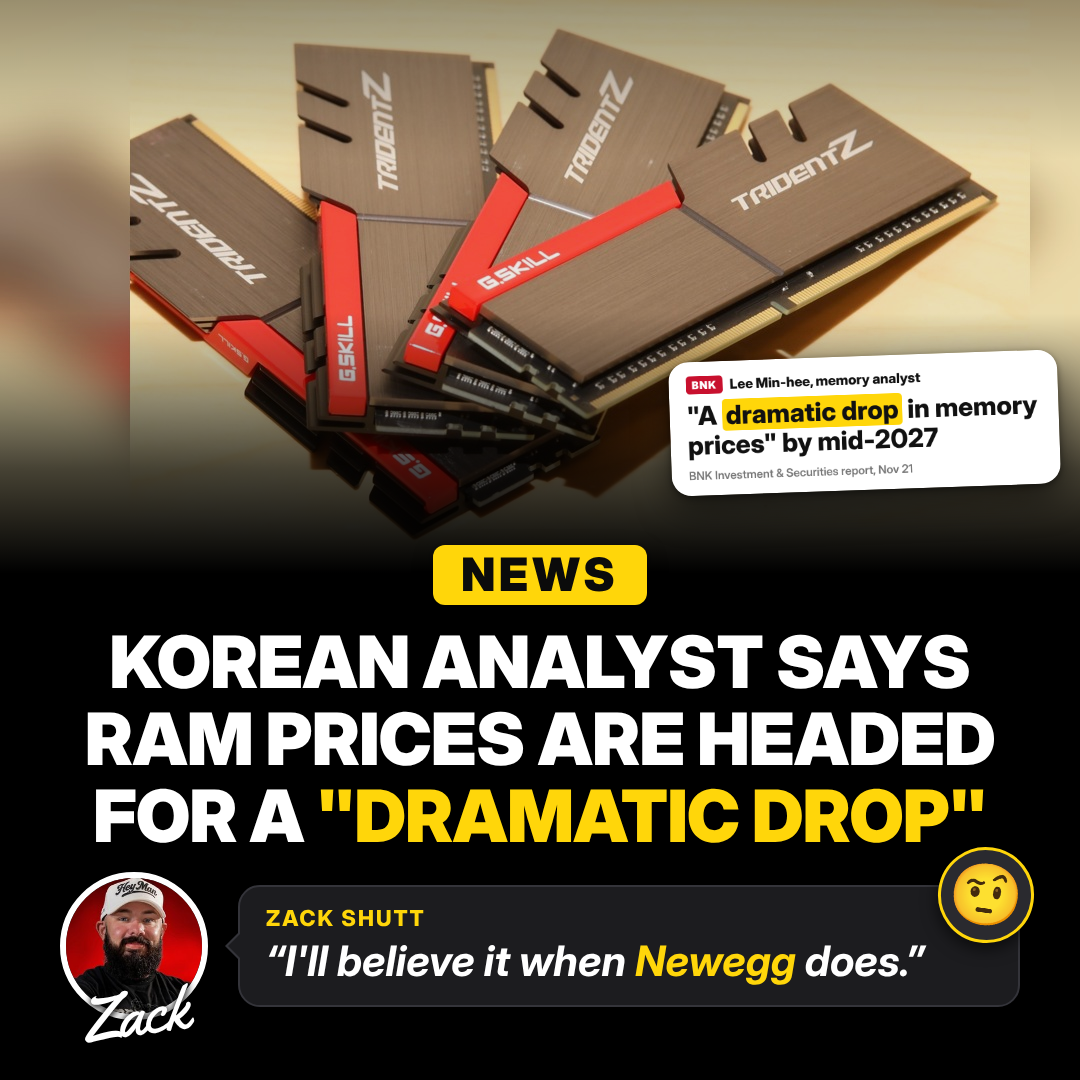 TRIDENTZ
TRIDENTZ
TRIDENTZ
TRIDENTZ
G.SKILL
G.SKILL
G.SKILL
G.S
G.S
BNK Lee Min-hee, memory analyst
"A dramatic drop in memory
prices" by mid-2027
BNK Investment & Securities report, Nov 21
NEWS
KOREAN ANALYST SAYS
RAM PRICES ARE HEADED
FOR A "DRAMATIC DROP"
Hey Man
ZACK SHUTT
“I'll believe it when Newegg does.”
Zack